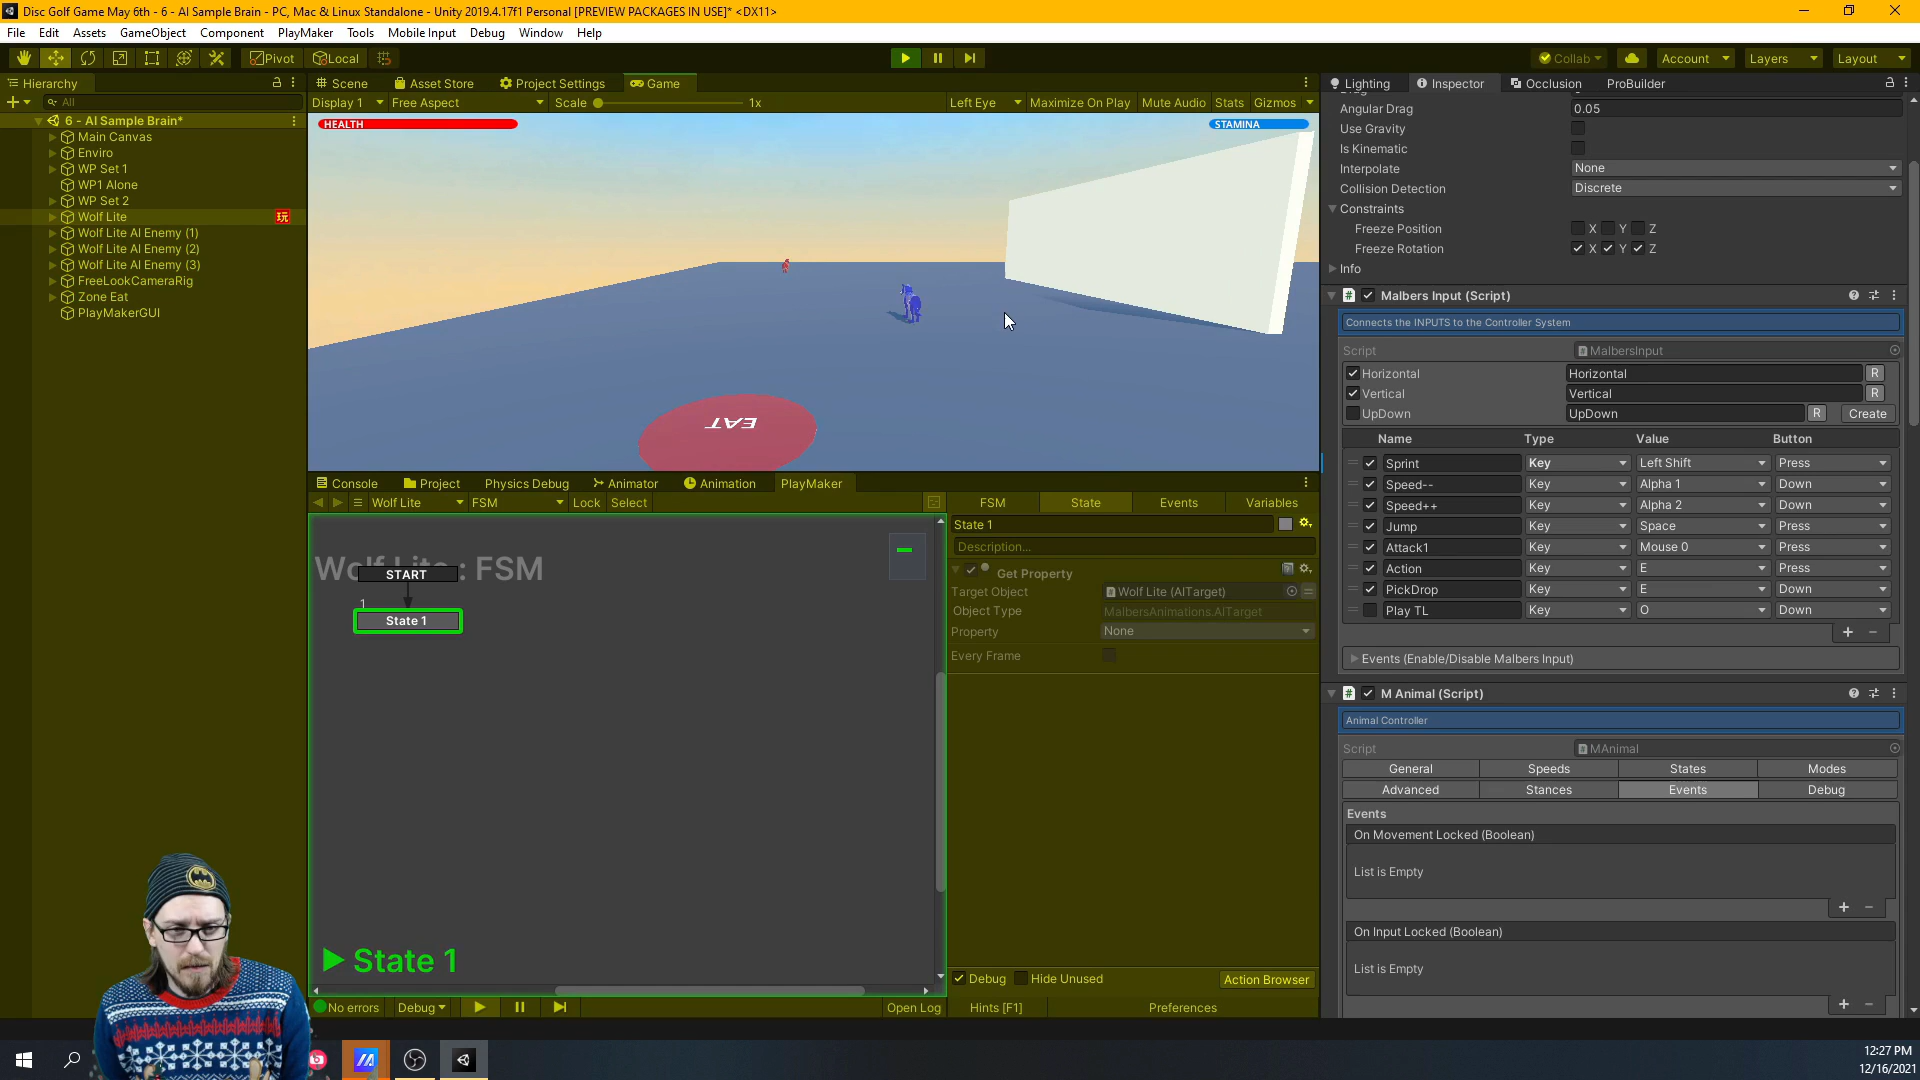 Disc Golf Game May 6th - 6 - AI Sample Brain - PC, Mac & Linux Standalone - Unity 2019.4.17f1 Personal [PREVIEW PACKAGES IN USE]* <DX11>
File Edit Assets GameObject Component PlayMaker Tools Mobile Input Debug Window Help
Pivot Local Collab Account Layers Layout
Hierarchy
All
6 - AI Sample Brain*
Main Canvas
Enviro
WP Set 1
WP1 Alone
WP Set 2
Wolf Lite 玩
Wolf Lite AI Enemy (1)
Wolf Lite AI Enemy (2)
Wolf Lite AI Enemy (3)
FreeLookCameraRig
Zone Eat
PlayMakerGUI
Scene Asset Store Project Settings Game
Display 1 Free Aspect Scale 1x Left Eye Maximize On Play Mute Audio Stats Gizmos
HEALTH STAMINA
EAT
Console Project Physics Debug Animator Animation PlayMaker
Wolf Lite FSM Lock Select FSM State Events Variables
Wolf Lite : FSM
START
1
State 1
State 1
State 1
Description...
Get Property
Target Object Wolf Lite (AITarget)
Object Type MalbersAnimations.AITarget
Property None
Every Frame
Debug Hide Unused Action Browser
No errors Debug Open Log Hints [F1] Preferences
Lighting Inspector Occlusion ProBuilder
Angular Drag 0.05
Use Gravity
Is Kinematic
Interpolate None
Collision Detection Discrete
Constraints
Freeze Position X Y Z
Freeze Rotation X Y Z
Info
# Malbers Input (Script)
Connects the INPUTS to the Controller System
Script MalbersInput
Horizontal Horizontal R
Vertical Vertical R
UpDown UpDown R Create
Name Type Value Button
Sprint Key Left Shift Press
Speed-- Key Alpha 1 Down
Speed++ Key Alpha 2 Down
Jump Key Space Press
Attack1 Key Mouse 0 Press
Action Key E Press
PickDrop Key E Down
Play TL Key O Down
Events (Enable/Disable Malbers Input)
# M Animal (Script)
Animal Controller
Script MAnimal
General Speeds States Modes
Advanced Stances Events Debug
Events
On Movement Locked (Boolean)
List is Empty
On Input Locked (Boolean)
List is Empty
12:27 PM
12/16/2021